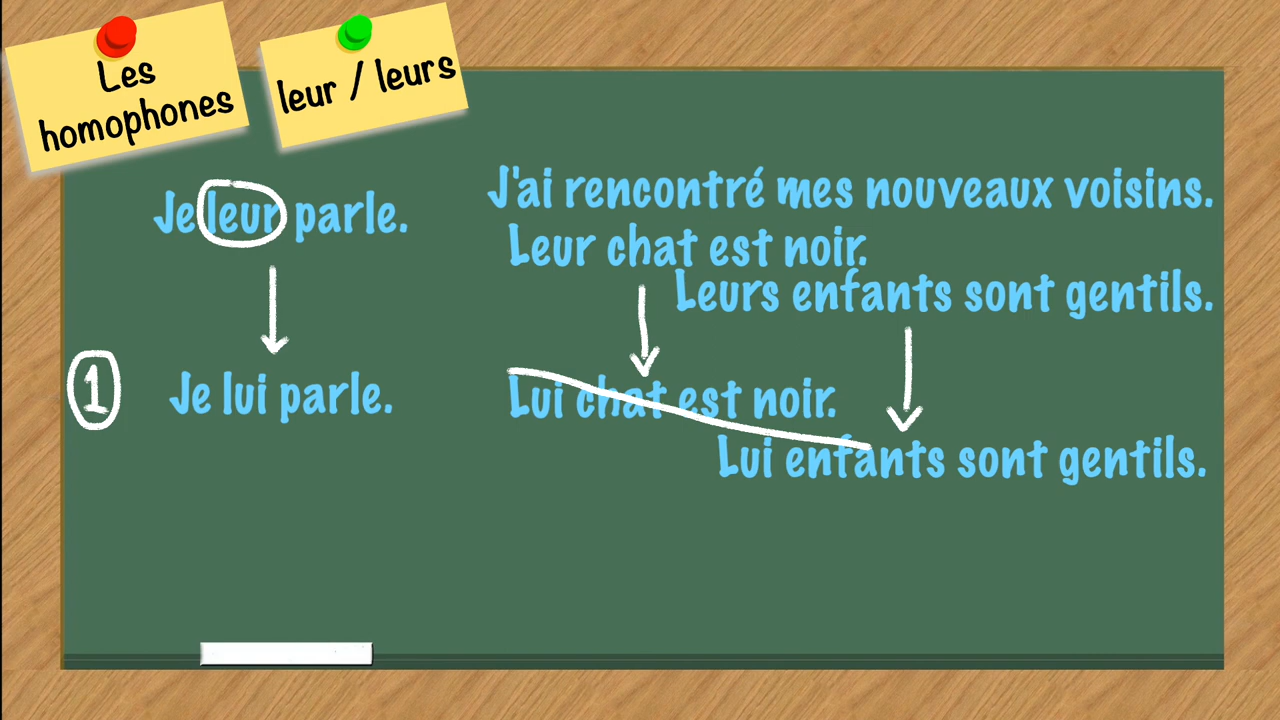 Les
homophones
leur / leurs
Je leur parle.
J'ai rencontré mes nouveaux voisins.
Leur chat est noir.
Leurs enfants sont gentils.
1
Je lui parle.
Lui chat est noir.
Lui enfants sont gentils.